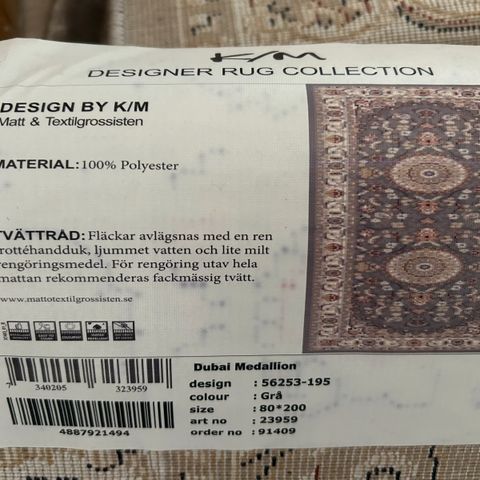 K/M
DESIGNER RUG COLLECTION
DESIGN BY K/M
Matt & Textilgrossisten
MATERIAL: 100% Polyester
TVÄTTRÅD: Fläckar avlägsnas med en ren
frottéhandduk, ljummet vatten och lite milt
rengöringsmedel. För rengöring utav hela
mattan rekommenderas fackmässig tvätt.
www.mattotextilgrossisten.se
Dubai Medallion
design : 56253-195
colour : Grå
size : 80*200
art no : 23959
order no : 91409
7 340205 323959
4887921494